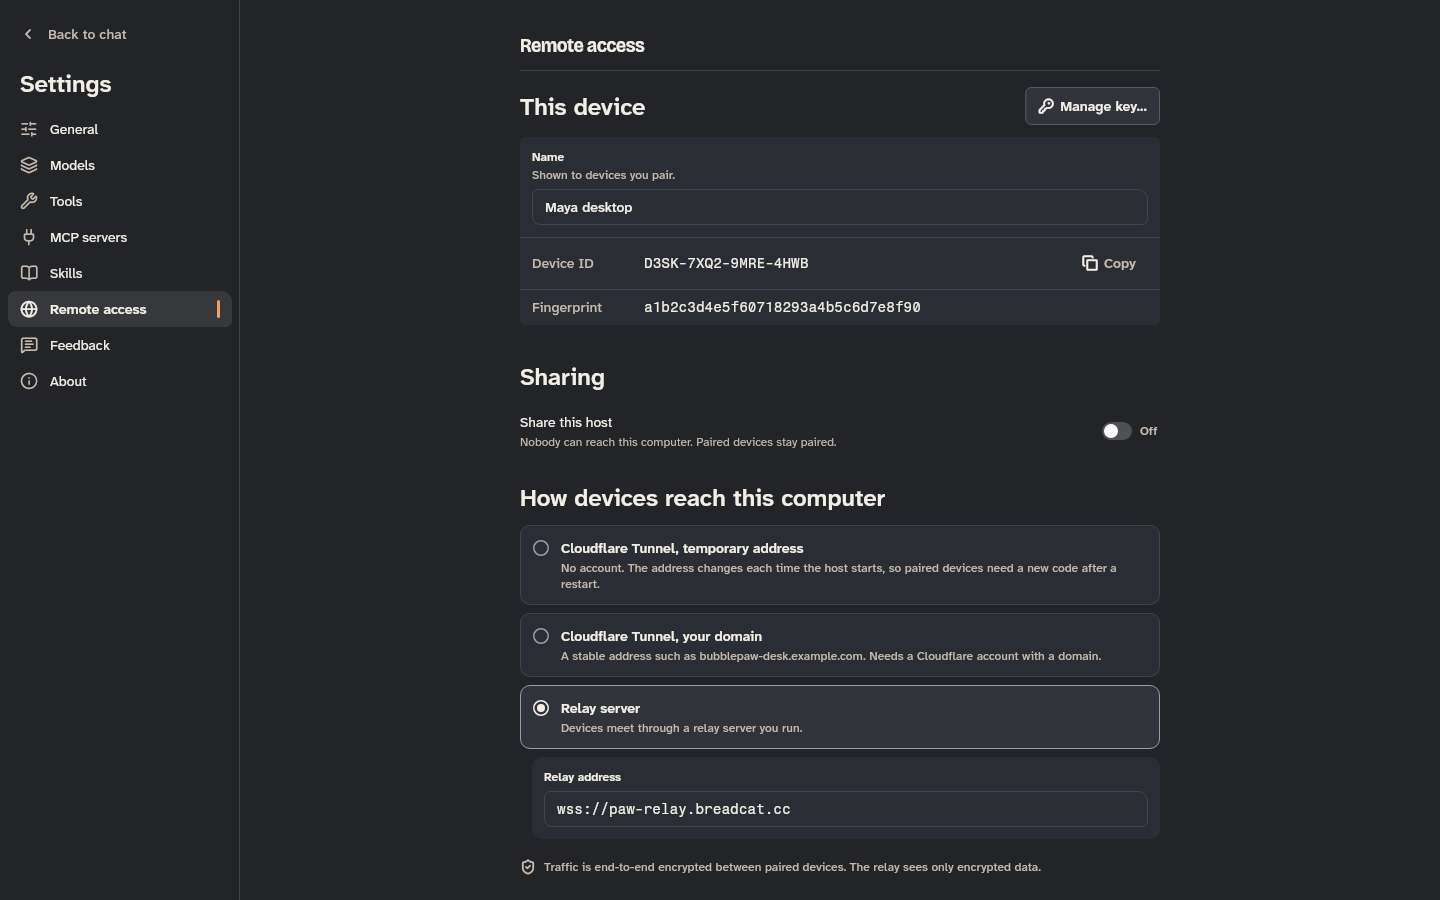 Back to chat
Settings
General
Models
Tools
MCP servers
Skills
Remote access
Feedback
About
Remote access
This device
Manage key...
Name
Shown to devices you pair.
Maya desktop
Device ID D3SK-7XQ2-9MRE-4HWB Copy
Fingerprint a1b2c3d4e5f60718293a4b5c6d7e8f90
Sharing
Share this host
Nobody can reach this computer. Paired devices stay paired.
Off
How devices reach this computer
Cloudflare Tunnel, temporary address
No account. The address changes each time the host starts, so paired devices need a new code after a
restart.
Cloudflare Tunnel, your domain
A stable address such as bubblepaw-desk.example.com. Needs a Cloudflare account with a domain.
Relay server
Devices meet through a relay server you run.
Relay address
wss://paw-relay.breadcat.cc
Traffic is end-to-end encrypted between paired devices. The relay sees only encrypted data.